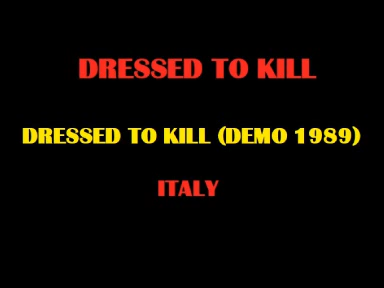 DRESSED TO KILL
DRESSED TO KILL (DEMO 1989)
ITALY